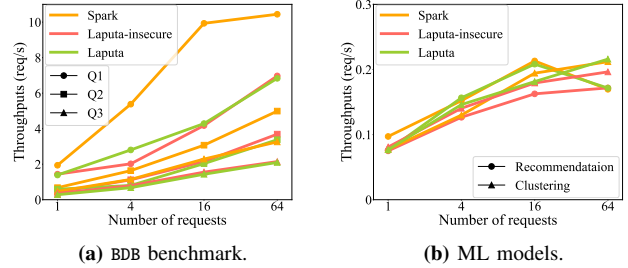 Throughputs (req/s)
10
8
6
4
2
0
Spark
Laputa-insecure
Laputa
Q1
Q2
Q3
1
4
16
64
Number of requests
(a) BDB benchmark.
Throughputs (req/s)
0.3
0.2
0.1
0
Spark
Laputa-insecure
Laputa
Recommendataion
Clustering
1
4
16
64
Number of requests
(b) ML models.